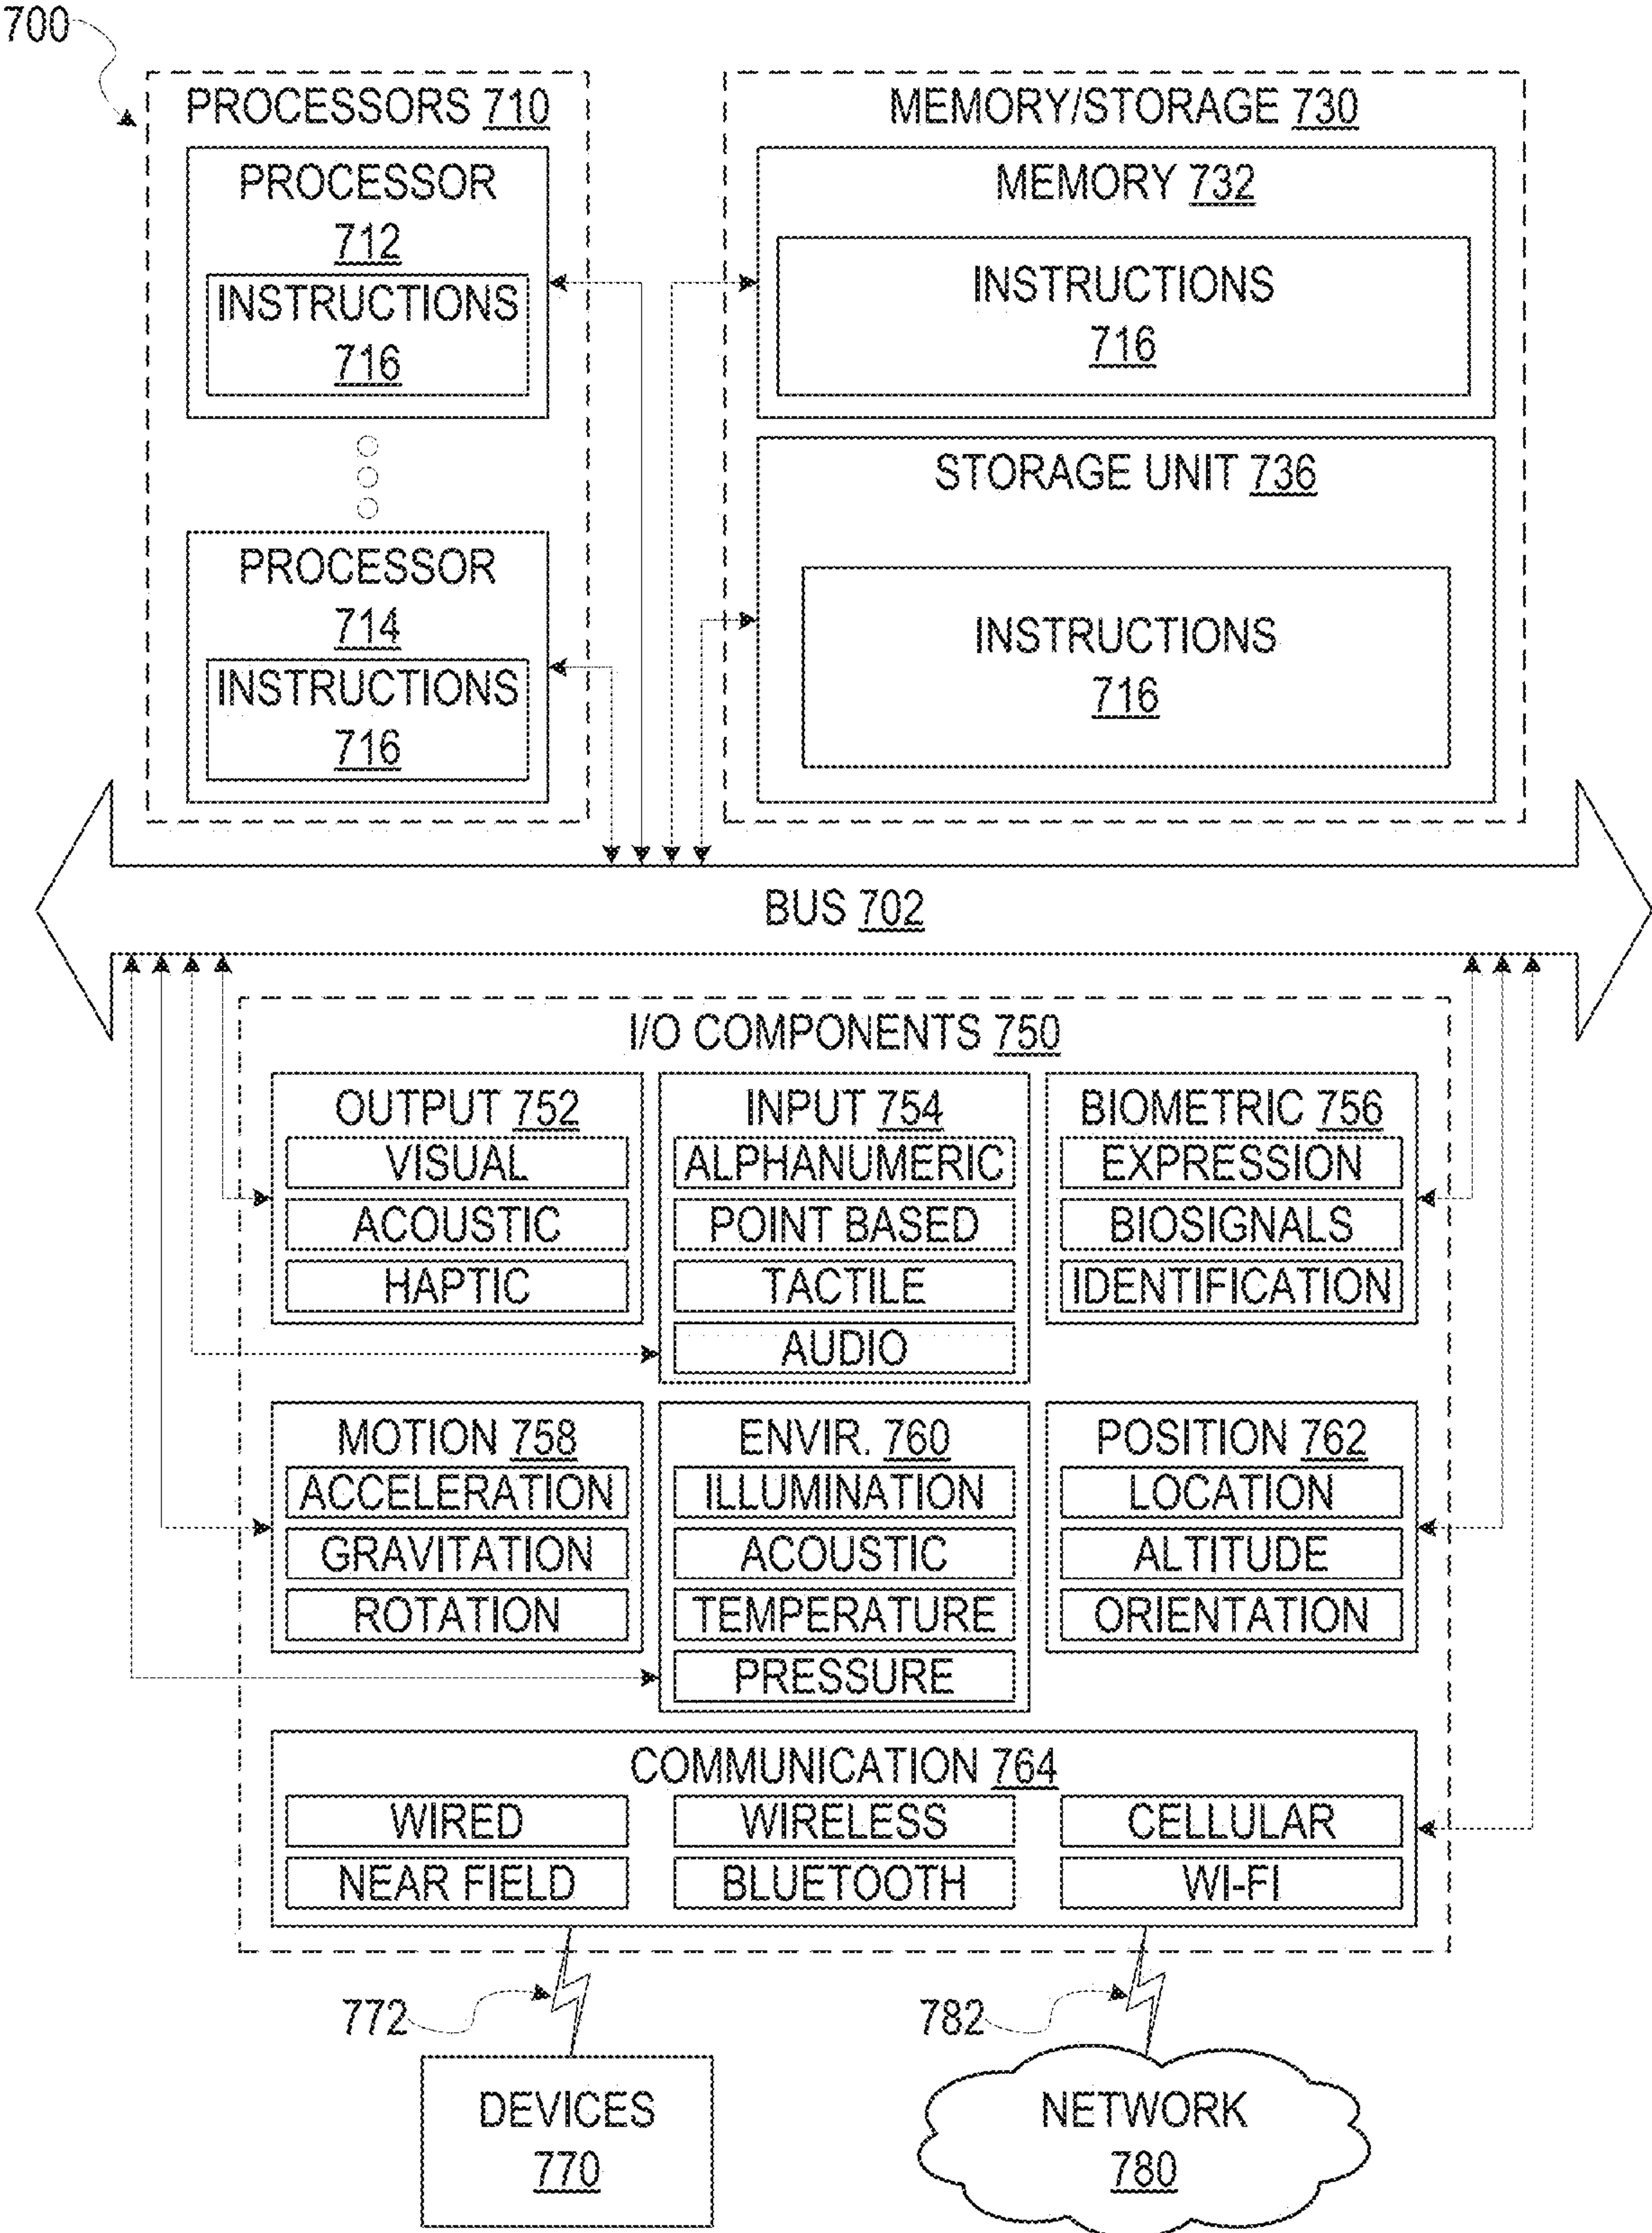 700
PROCESSORS 710
PROCESSOR
712
INSTRUCTIONS
716
PROCESSOR
714
INSTRUCTIONS
716
MEMORY/STORAGE 730
MEMORY 732
INSTRUCTIONS
716
STORAGE UNIT 736
INSTRUCTIONS
716
BUS 702
I/O COMPONENTS 750
OUTPUT 752
VISUAL
ACOUSTIC
HAPTIC
INPUT 754
ALPHANUMERIC
POINT BASED
TACTILE
AUDIO
BIOMETRIC 756
EXPRESSION
BIOSIGNALS
IDENTIFICATION
MOTION 758
ACCELERATION
GRAVITATION
ROTATION
ENVIR. 760
ILLUMINATION
ACOUSTIC
TEMPERATURE
PRESSURE
POSITION 762
LOCATION
ALTITUDE
ORIENTATION
COMMUNICATION 764
WIRED
WIRELESS
CELLULAR
NEAR FIELD
BLUETOOTH
WI-FI
772
782
DEVICES
770
NETWORK
780